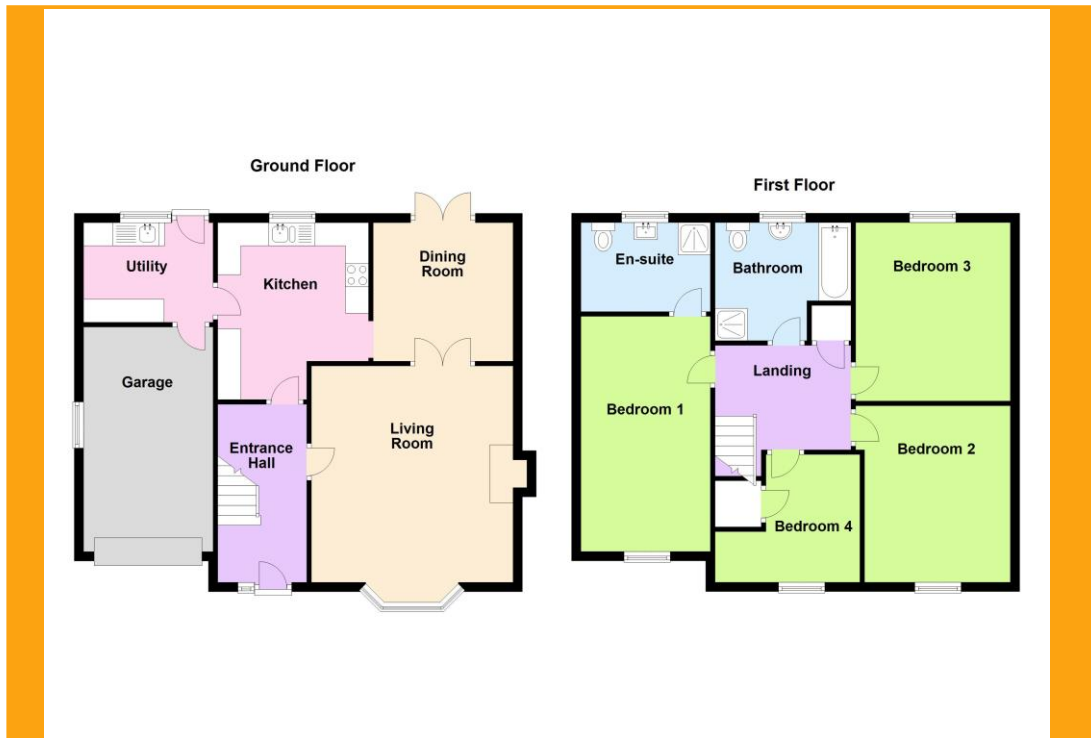 Ground Floor
Utility
Kitchen
Dining
Room
Garage
Entrance
Hall
Living
Room
First Floor
En-suite
Bathroom
Bedroom 3
Landing
Bedroom 1
Bedroom 2
Bedroom 4